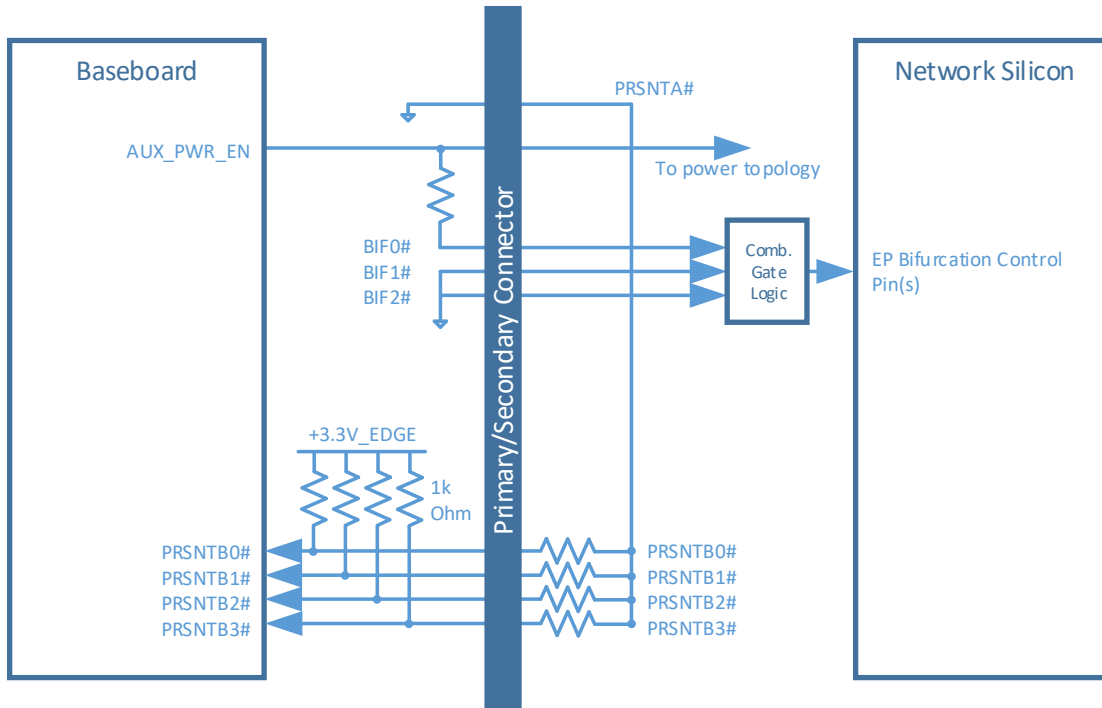 Baseboard
Network Silicon
PRSNTA#
AUX_PWR_EN
To power topology
Primary/Secondary Connector
BIF0#
BIF1#
BIF2#
Comb.
Gate
Logic
EP Bifurcation Control
Pin(s)
+3.3V_EDGE
1k
Ohm
PRSNTB0#
PRSNTB1#
PRSNTB2#
PRSNTB3#
PRSNTB0#
PRSNTB1#
PRSNTB2#
PRSNTB3#